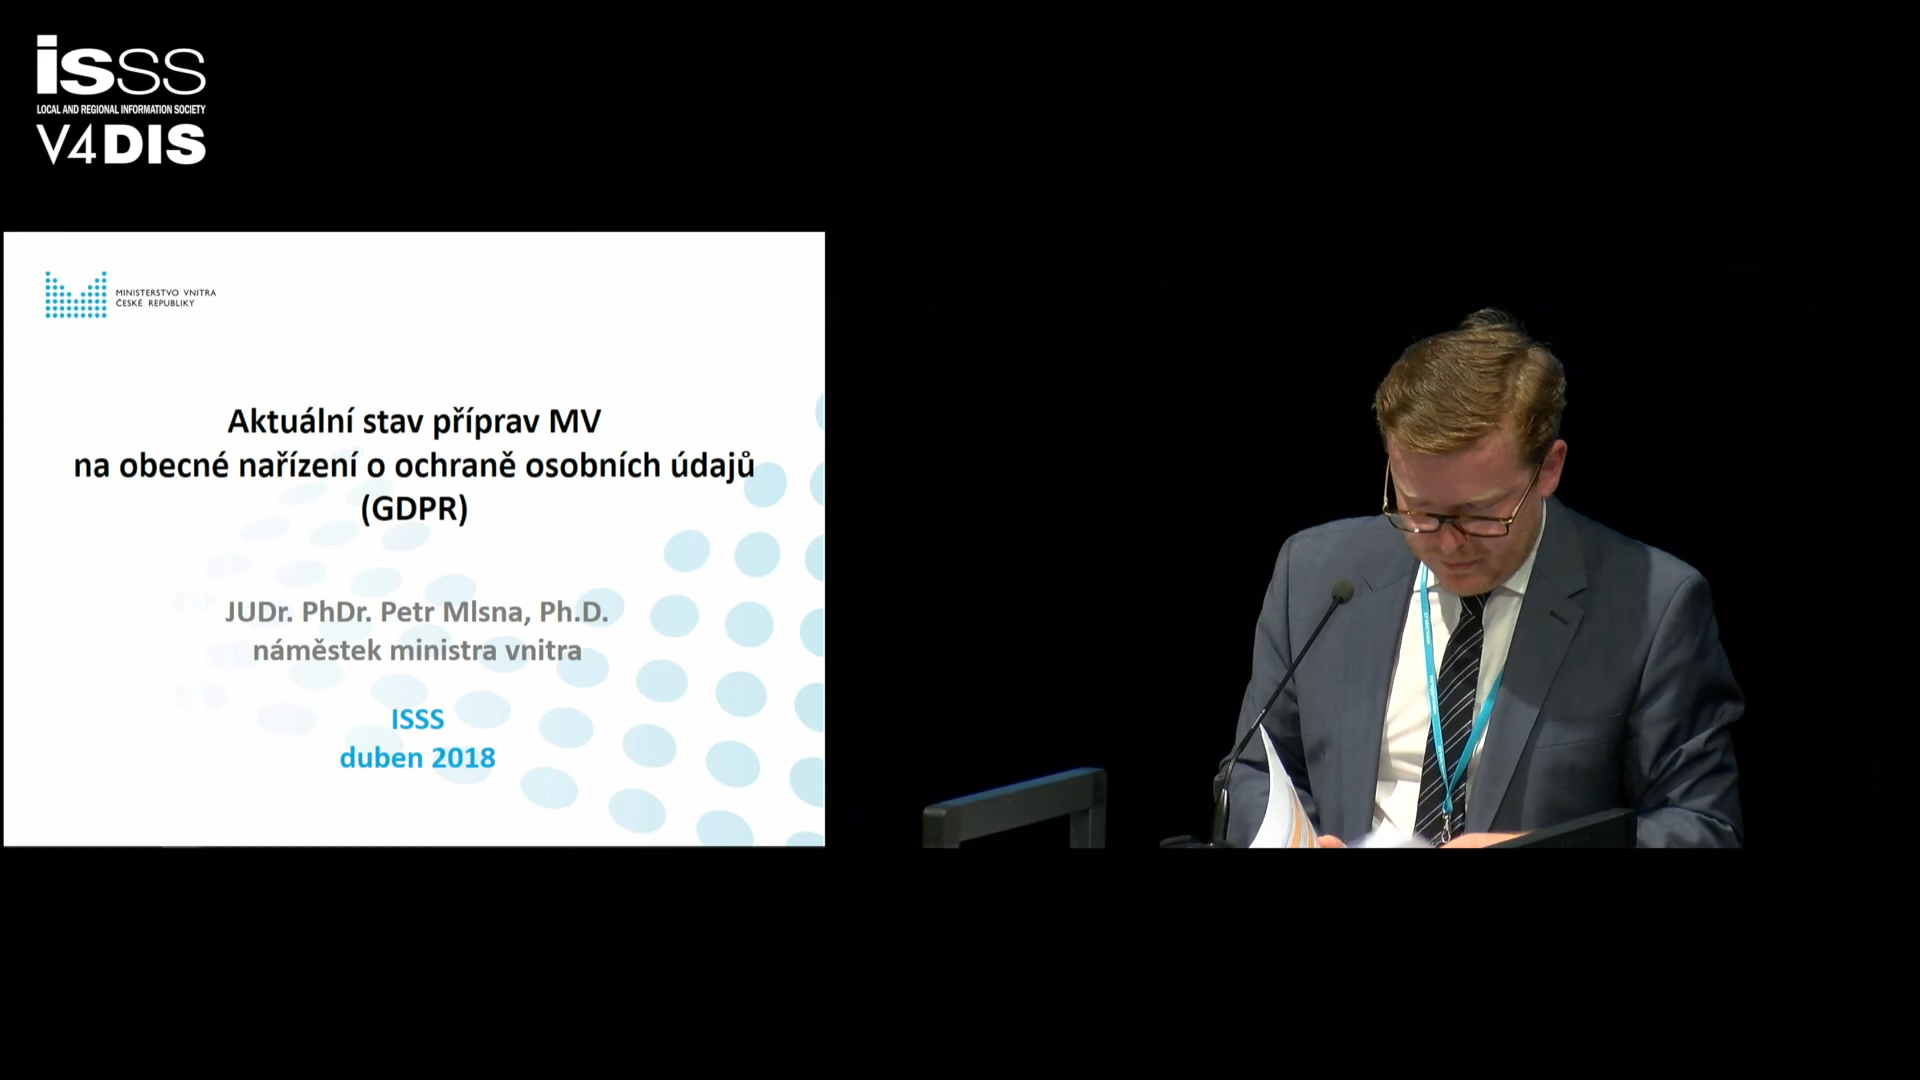 isss
LOCAL AND REGIONAL INFORMATION SOCIETY
V4DIS
MINISTERSTVO VNITRA
ČESKÉ REPUBLIKY
Aktuální stav příprav MV
na obecné nařízení o ochraně osobních údajů
(GDPR)
JUDr. PhDr. Petr Mlsna, Ph.D.
náměstek ministra vnitra
ISSS
duben 2018